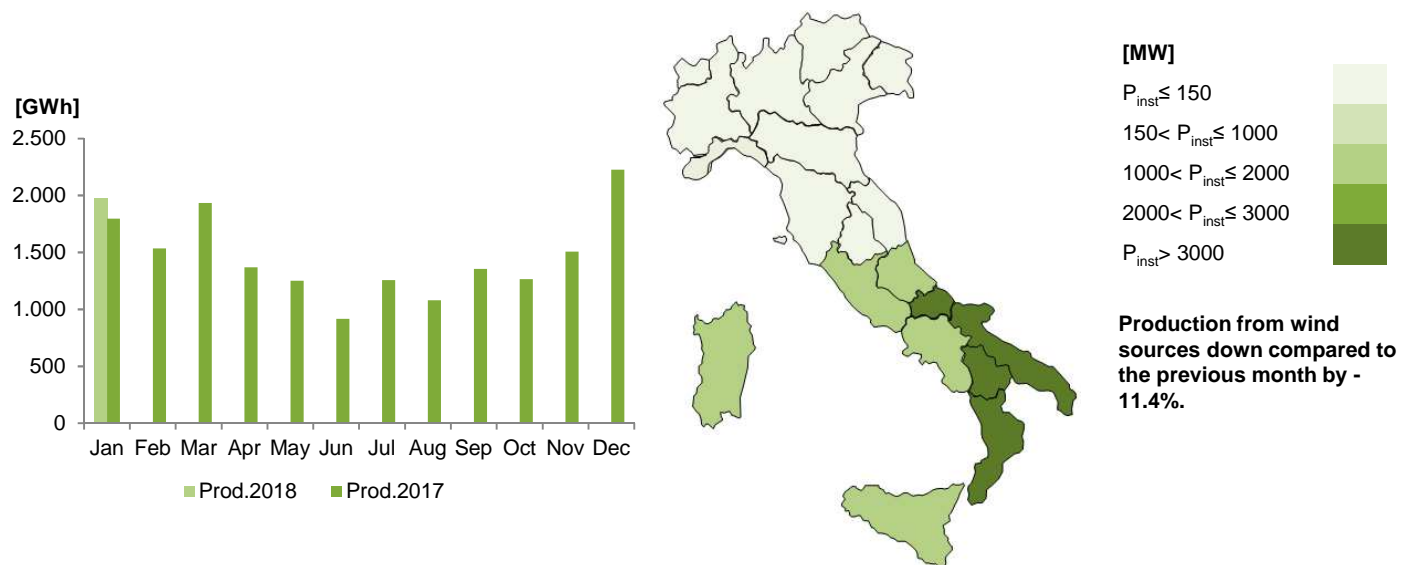 [GWh]
2.500
2.000
1.500
1.000
500
0
Jan Feb Mar Apr May Jun Jul Aug Sep Oct Nov Dec
Prod.2018 Prod.2017
[MW]
Pinst≤ 150
150< Pinst≤ 1000
1000< Pinst≤ 2000
2000< Pinst≤ 3000
Pinst> 3000
Production from wind
sources down compared to
the previous month by -
11.4%.